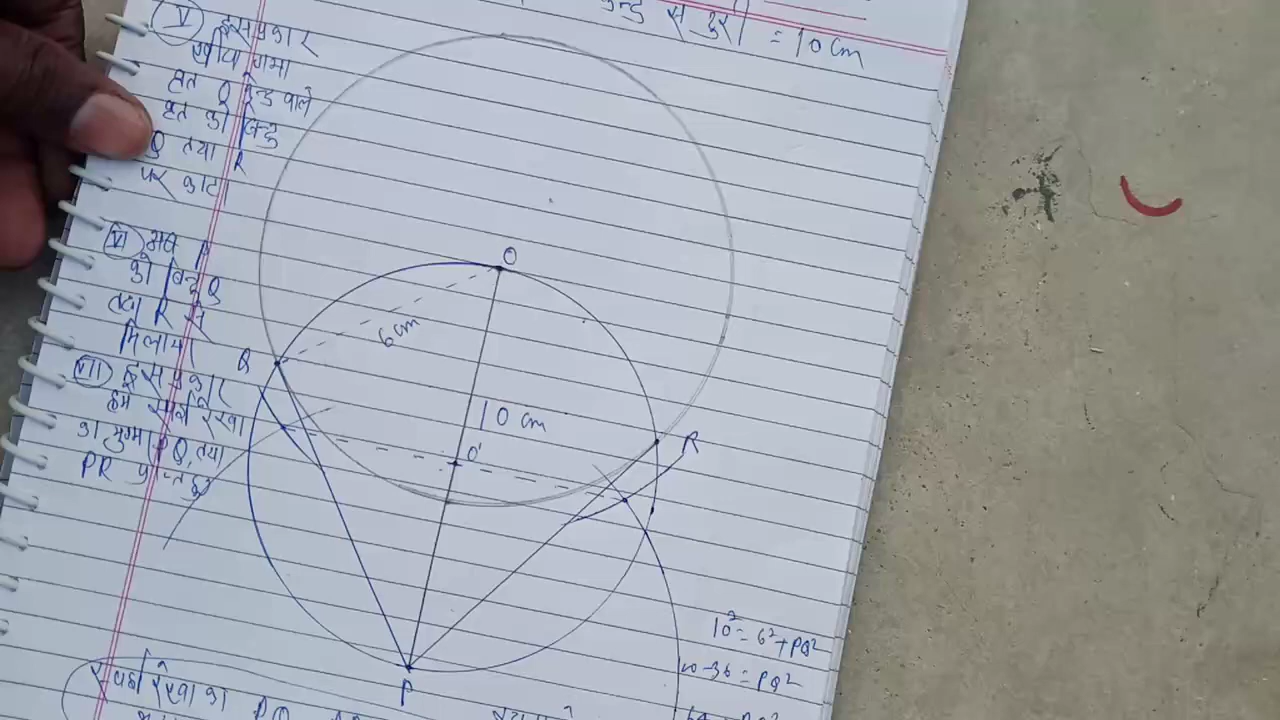 से दूरी = 10 cm
Ⓥ इस प्रकार
खींचा गया
वृत O केन्द्र वाले
वृत को बिन्दु
Q तथा R
पर काटा
Ⓥⓘ अब P
को बिन्दु Q
तथा R से
मिलाया
Ⓥⓘⓘ इस प्रकार
हमें स्पर्श रेखा
का युग्म PQ तथा
PR प्राप्त हुए
O
6 cm
Q
10 cm
O'
R
P
10² = 6² + PQ²
-36 = PQ²
स्पर्श रेखा का
PQ